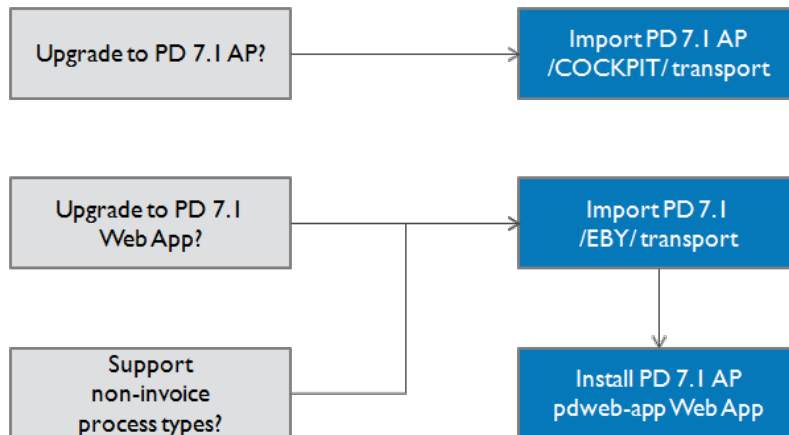 Upgrade to PD 7.1 AP?
Import PD 7.1 AP
/COCKPIT/ transport
Upgrade to PD 7.1
Web App?
Import PD 7.1
/EBY/ transport
Support
non-invoice
process types?
Install PD 7.1 AP
pdweb-app Web App